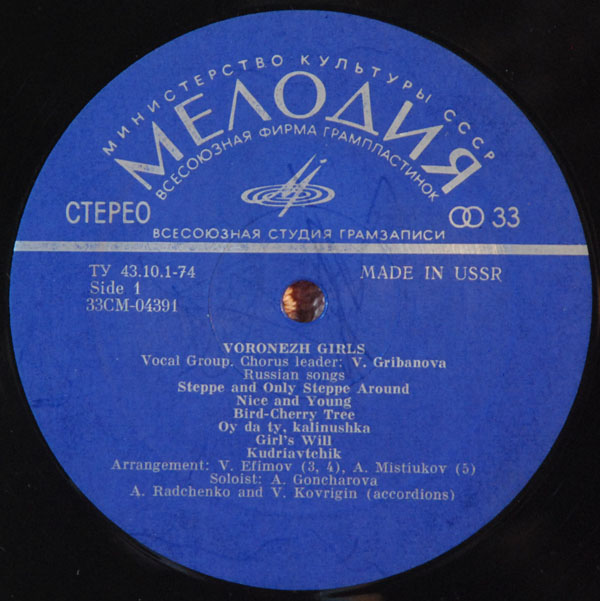 МИНИСТЕРСТВО КУЛЬТУРЫ СССР
МЕЛОДИЯ
ВСЕСОЮЗНАЯ ФИРМА ГРАМПЛАСТИНОК
СТЕРЕО
33
ВСЕСОЮЗНАЯ СТУДИЯ ГРАМЗАПИСИ
ТУ 43.10.1-74
MADE IN USSR
Side 1
33СМ-04391
VORONEZH GIRLS
Vocal Group. Chorus leader: V. Gribanova
Russian songs
Steppe and Only Steppe Around
Nice and Young
Bird-Cherry Tree
Oy da ty, kalinushka
Girl's Will
Kudriavtchik
Arrangement: V. Efimov (3, 4), A. Mistiukov (5)
Soloist: A. Goncharova
A. Radchenko and V. Kovrigin (accordions)